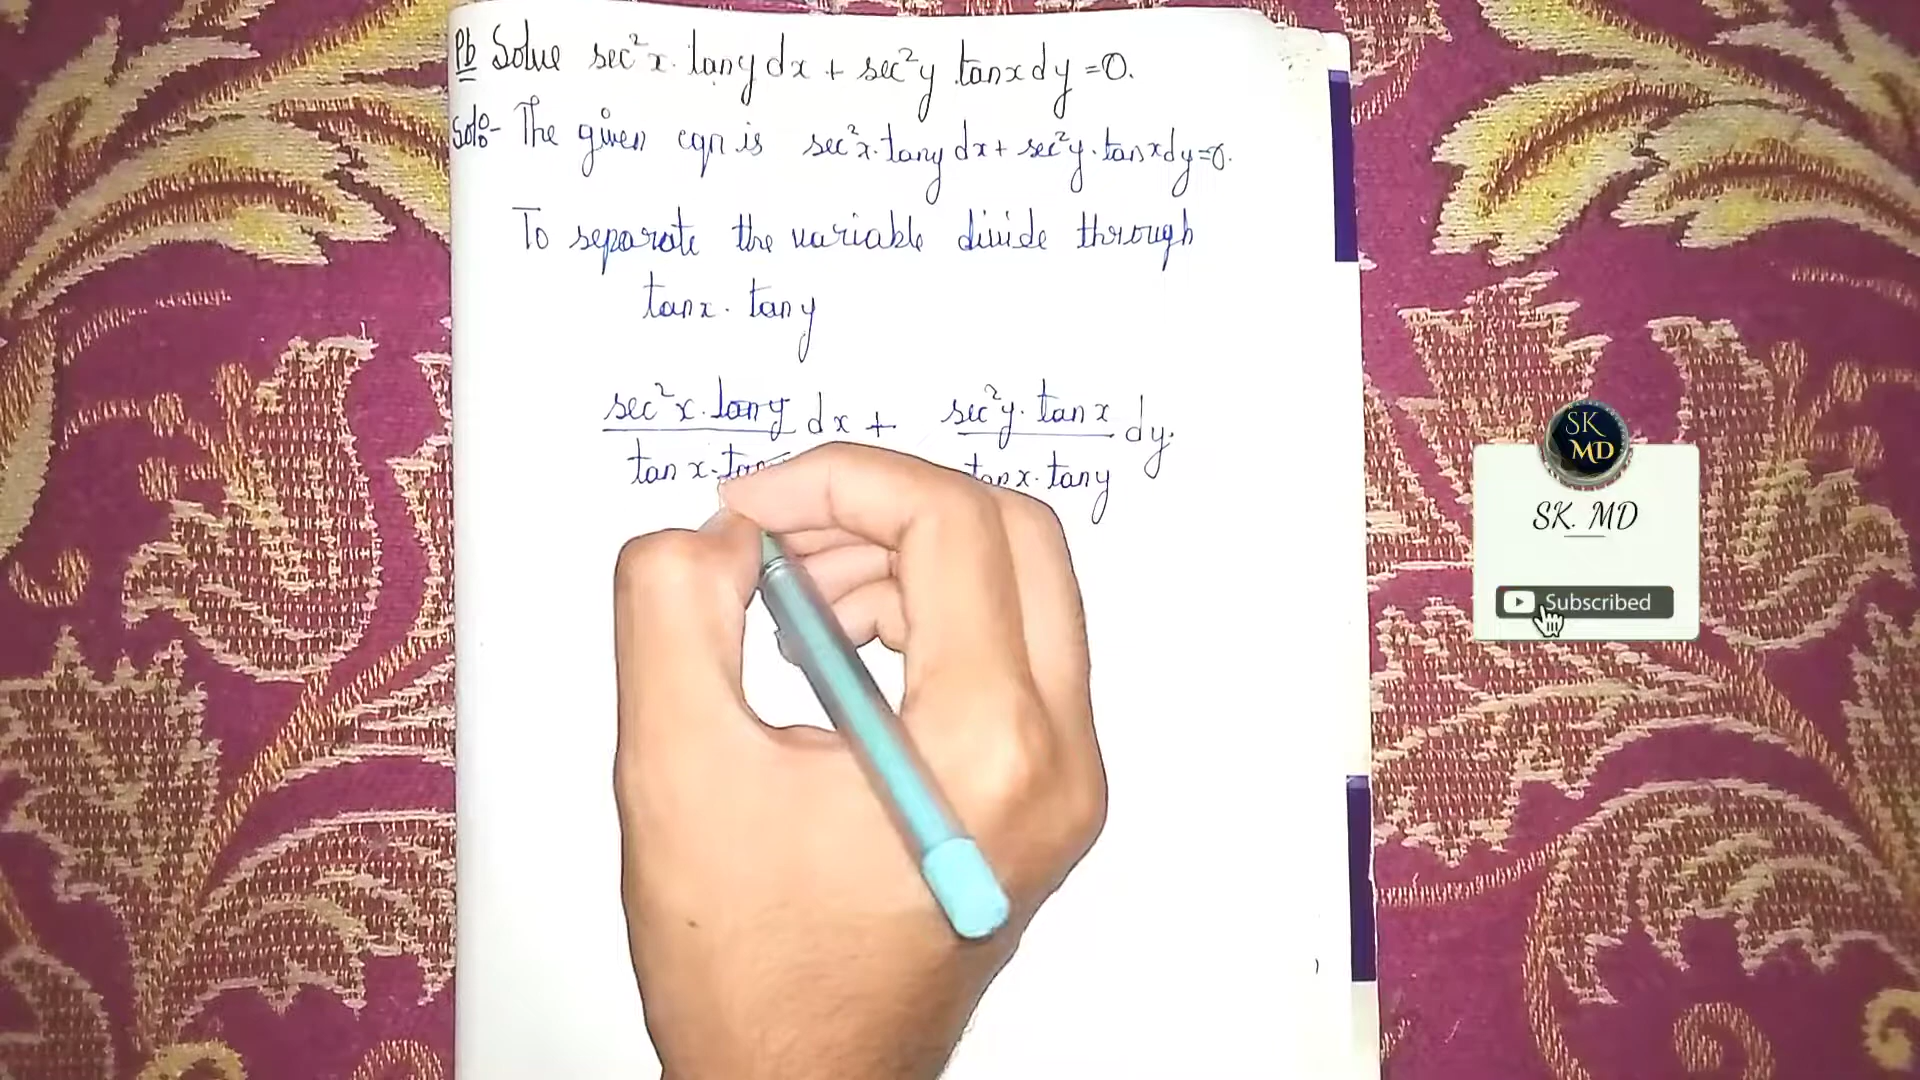 Pb Solve sec²x. tany dx + sec²y .tanx dy =0.
Sol:- The given eqn is sec²x. tany dx + sec²y. tanx dy=0.
To separate the variable divide through
tanx. tany
sec²x. tany dx + sec²y. tanx dy.
tanx. tanx. tany
SK
MD
SK. MD
Subscribed